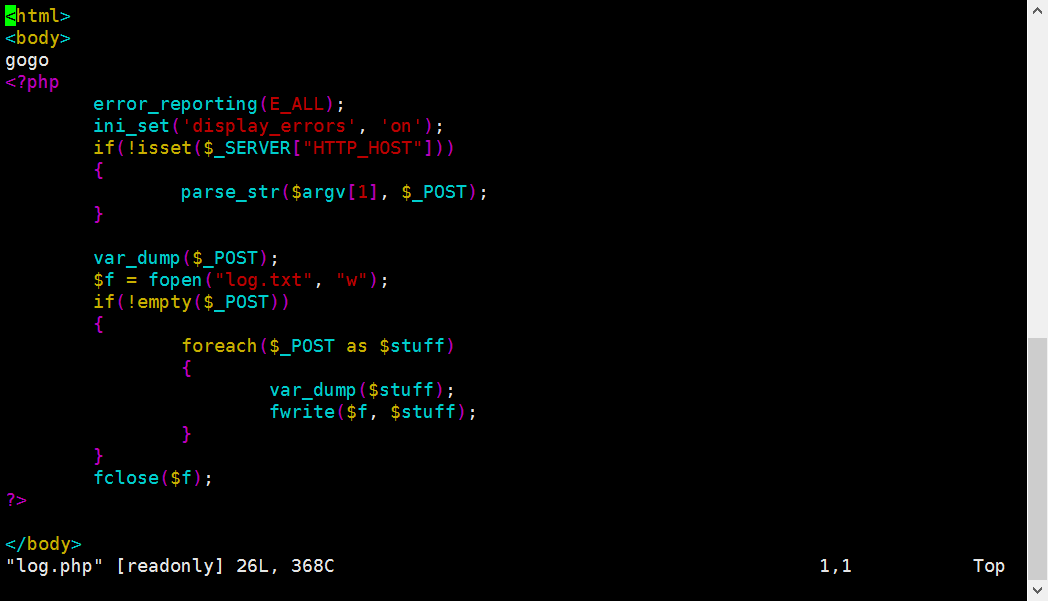 <html>
<body>
gogo
<?php
        error_reporting(E_ALL);
        ini_set('display_errors', 'on');
        if(!isset($_SERVER["HTTP_HOST"]))
        {
                parse_str($argv[1], $_POST);
        }

        var_dump($_POST);
        $f = fopen("log.txt", "w");
        if(!empty($_POST))
        {
                foreach($_POST as $stuff)
                {
                        var_dump($stuff);
                        fwrite($f, $stuff);
                }
        }
        fclose($f);
?>

</body>
"log.php" [readonly] 26L, 368C 1,1 Top